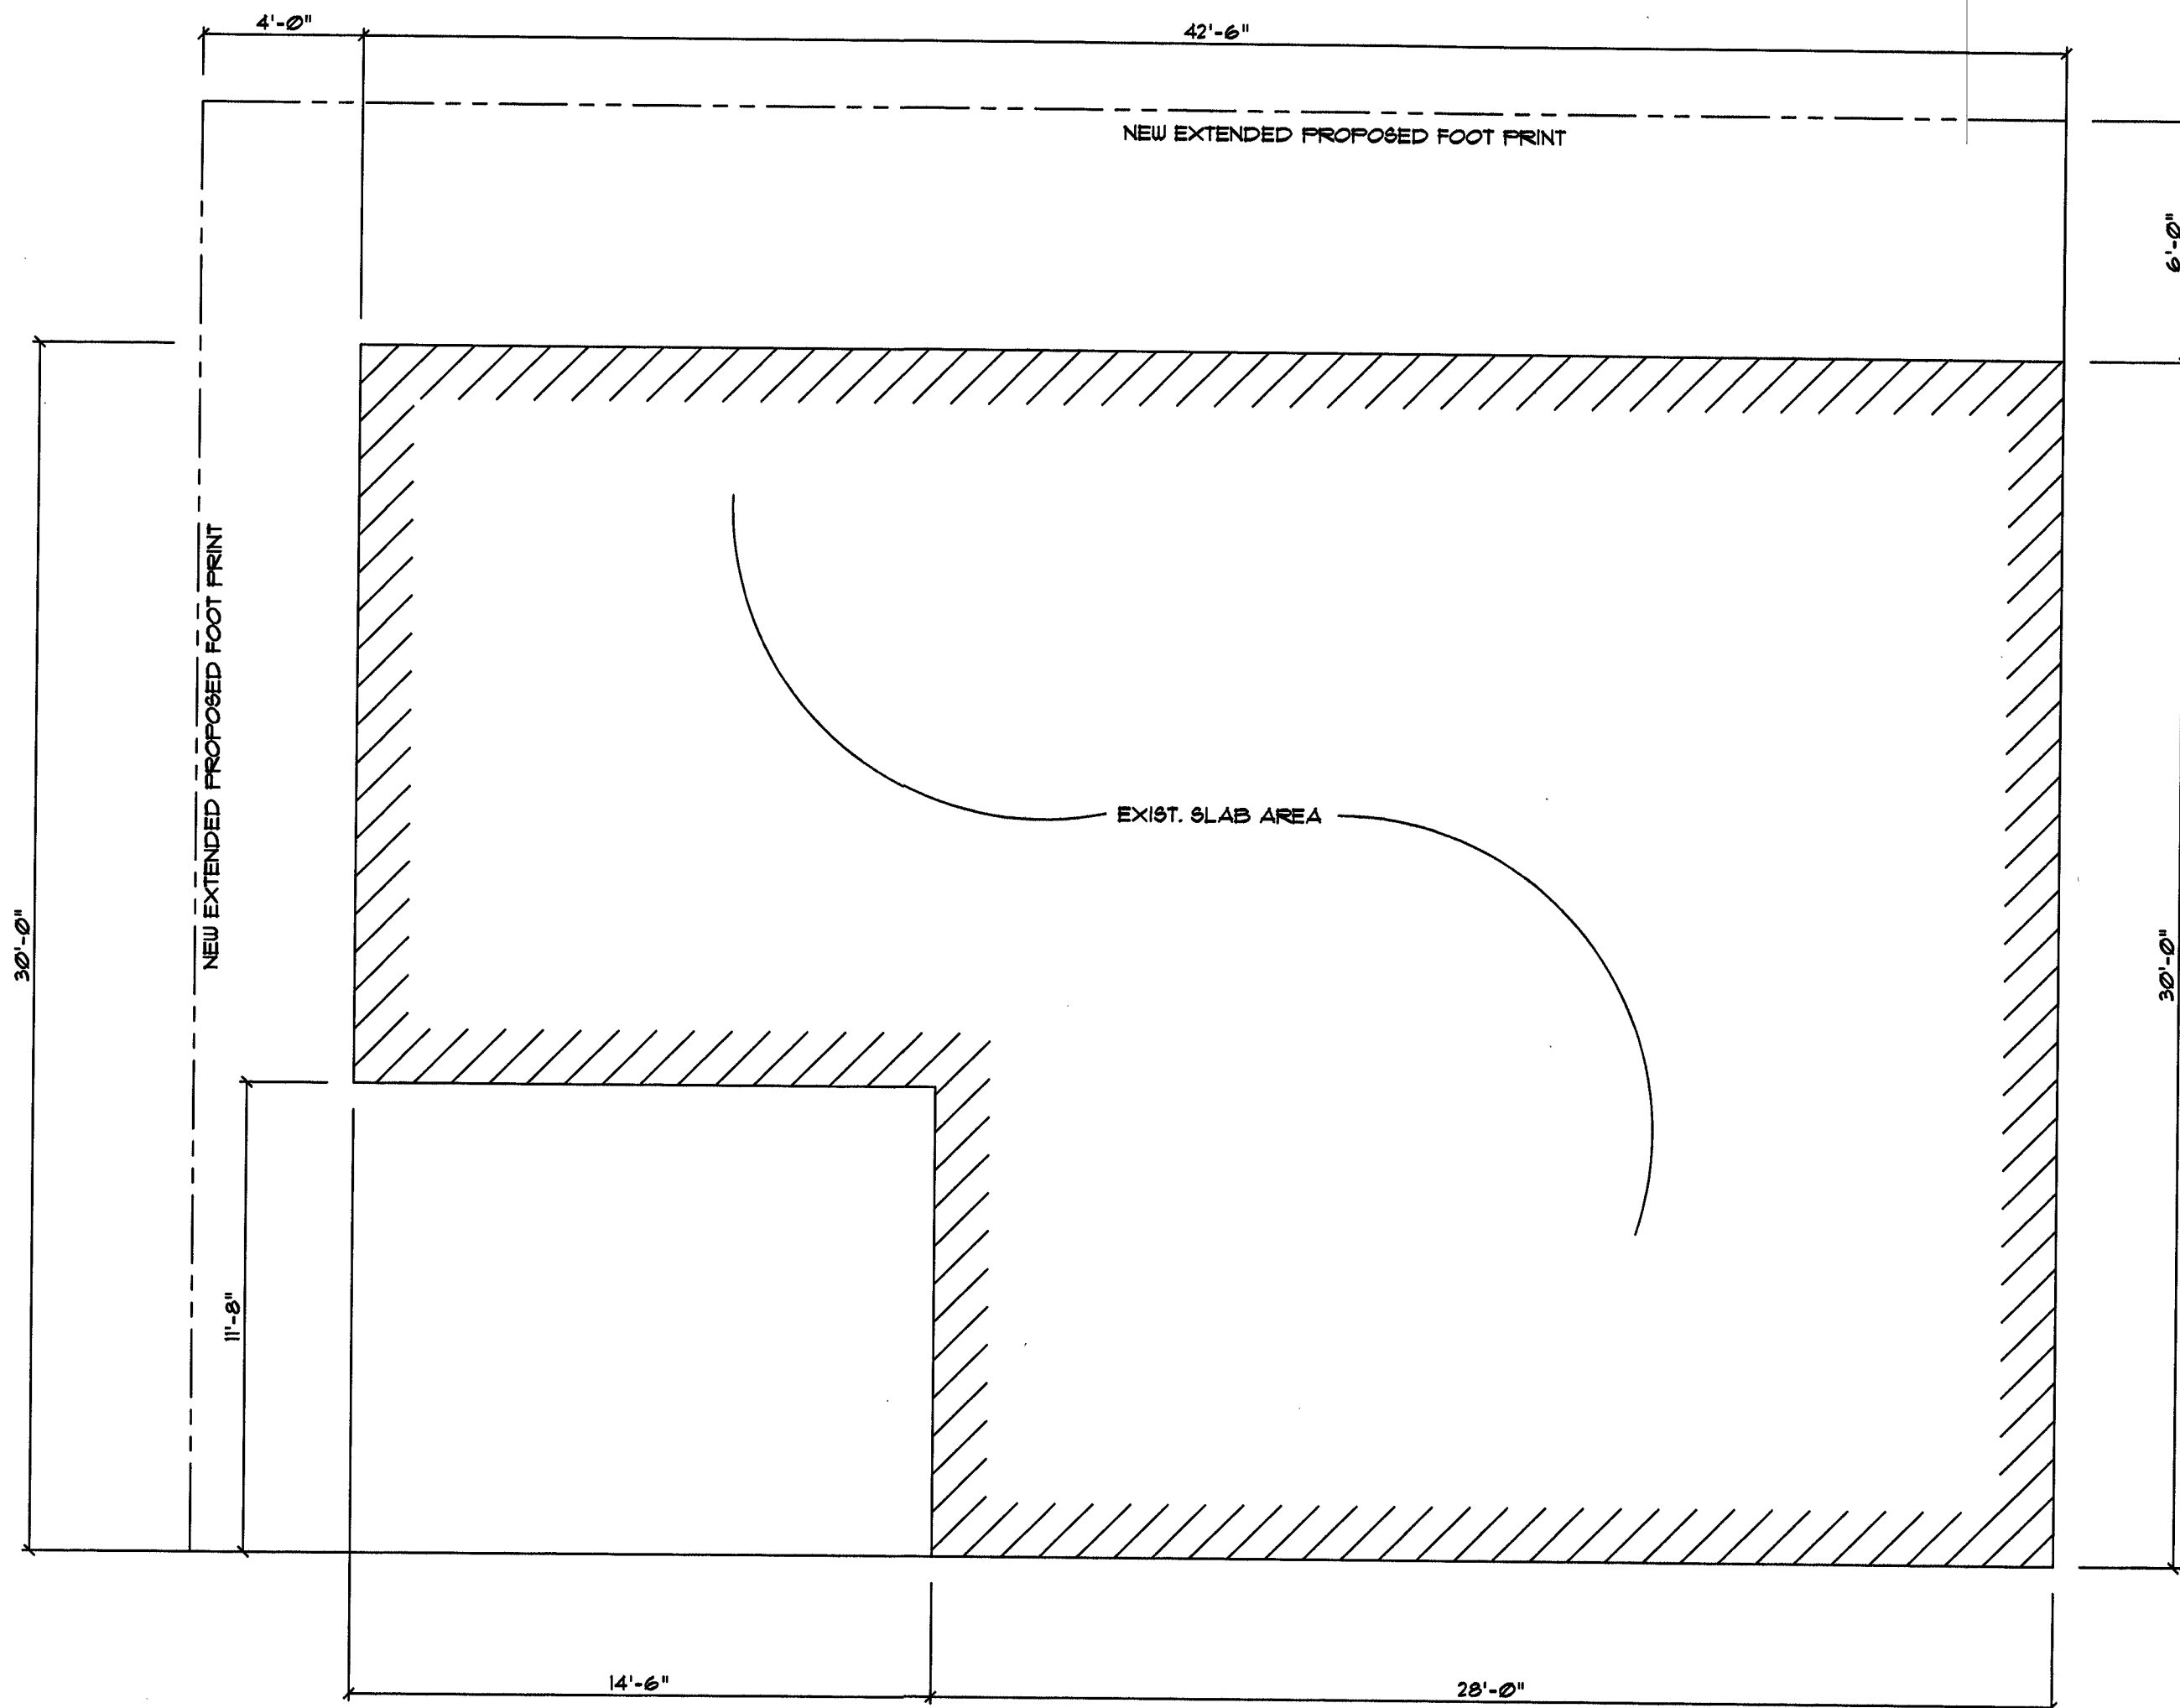 4'-0"
42'-6"
NEW EXTENDED PROPOSED FOOT PRINT
6'-0"
NEW EXTENDED PROPOSED FOOT PRINT
EXIST. SLAB AREA
30'-0"
30'-0"
11'-8"
14'-6"
28'-0"